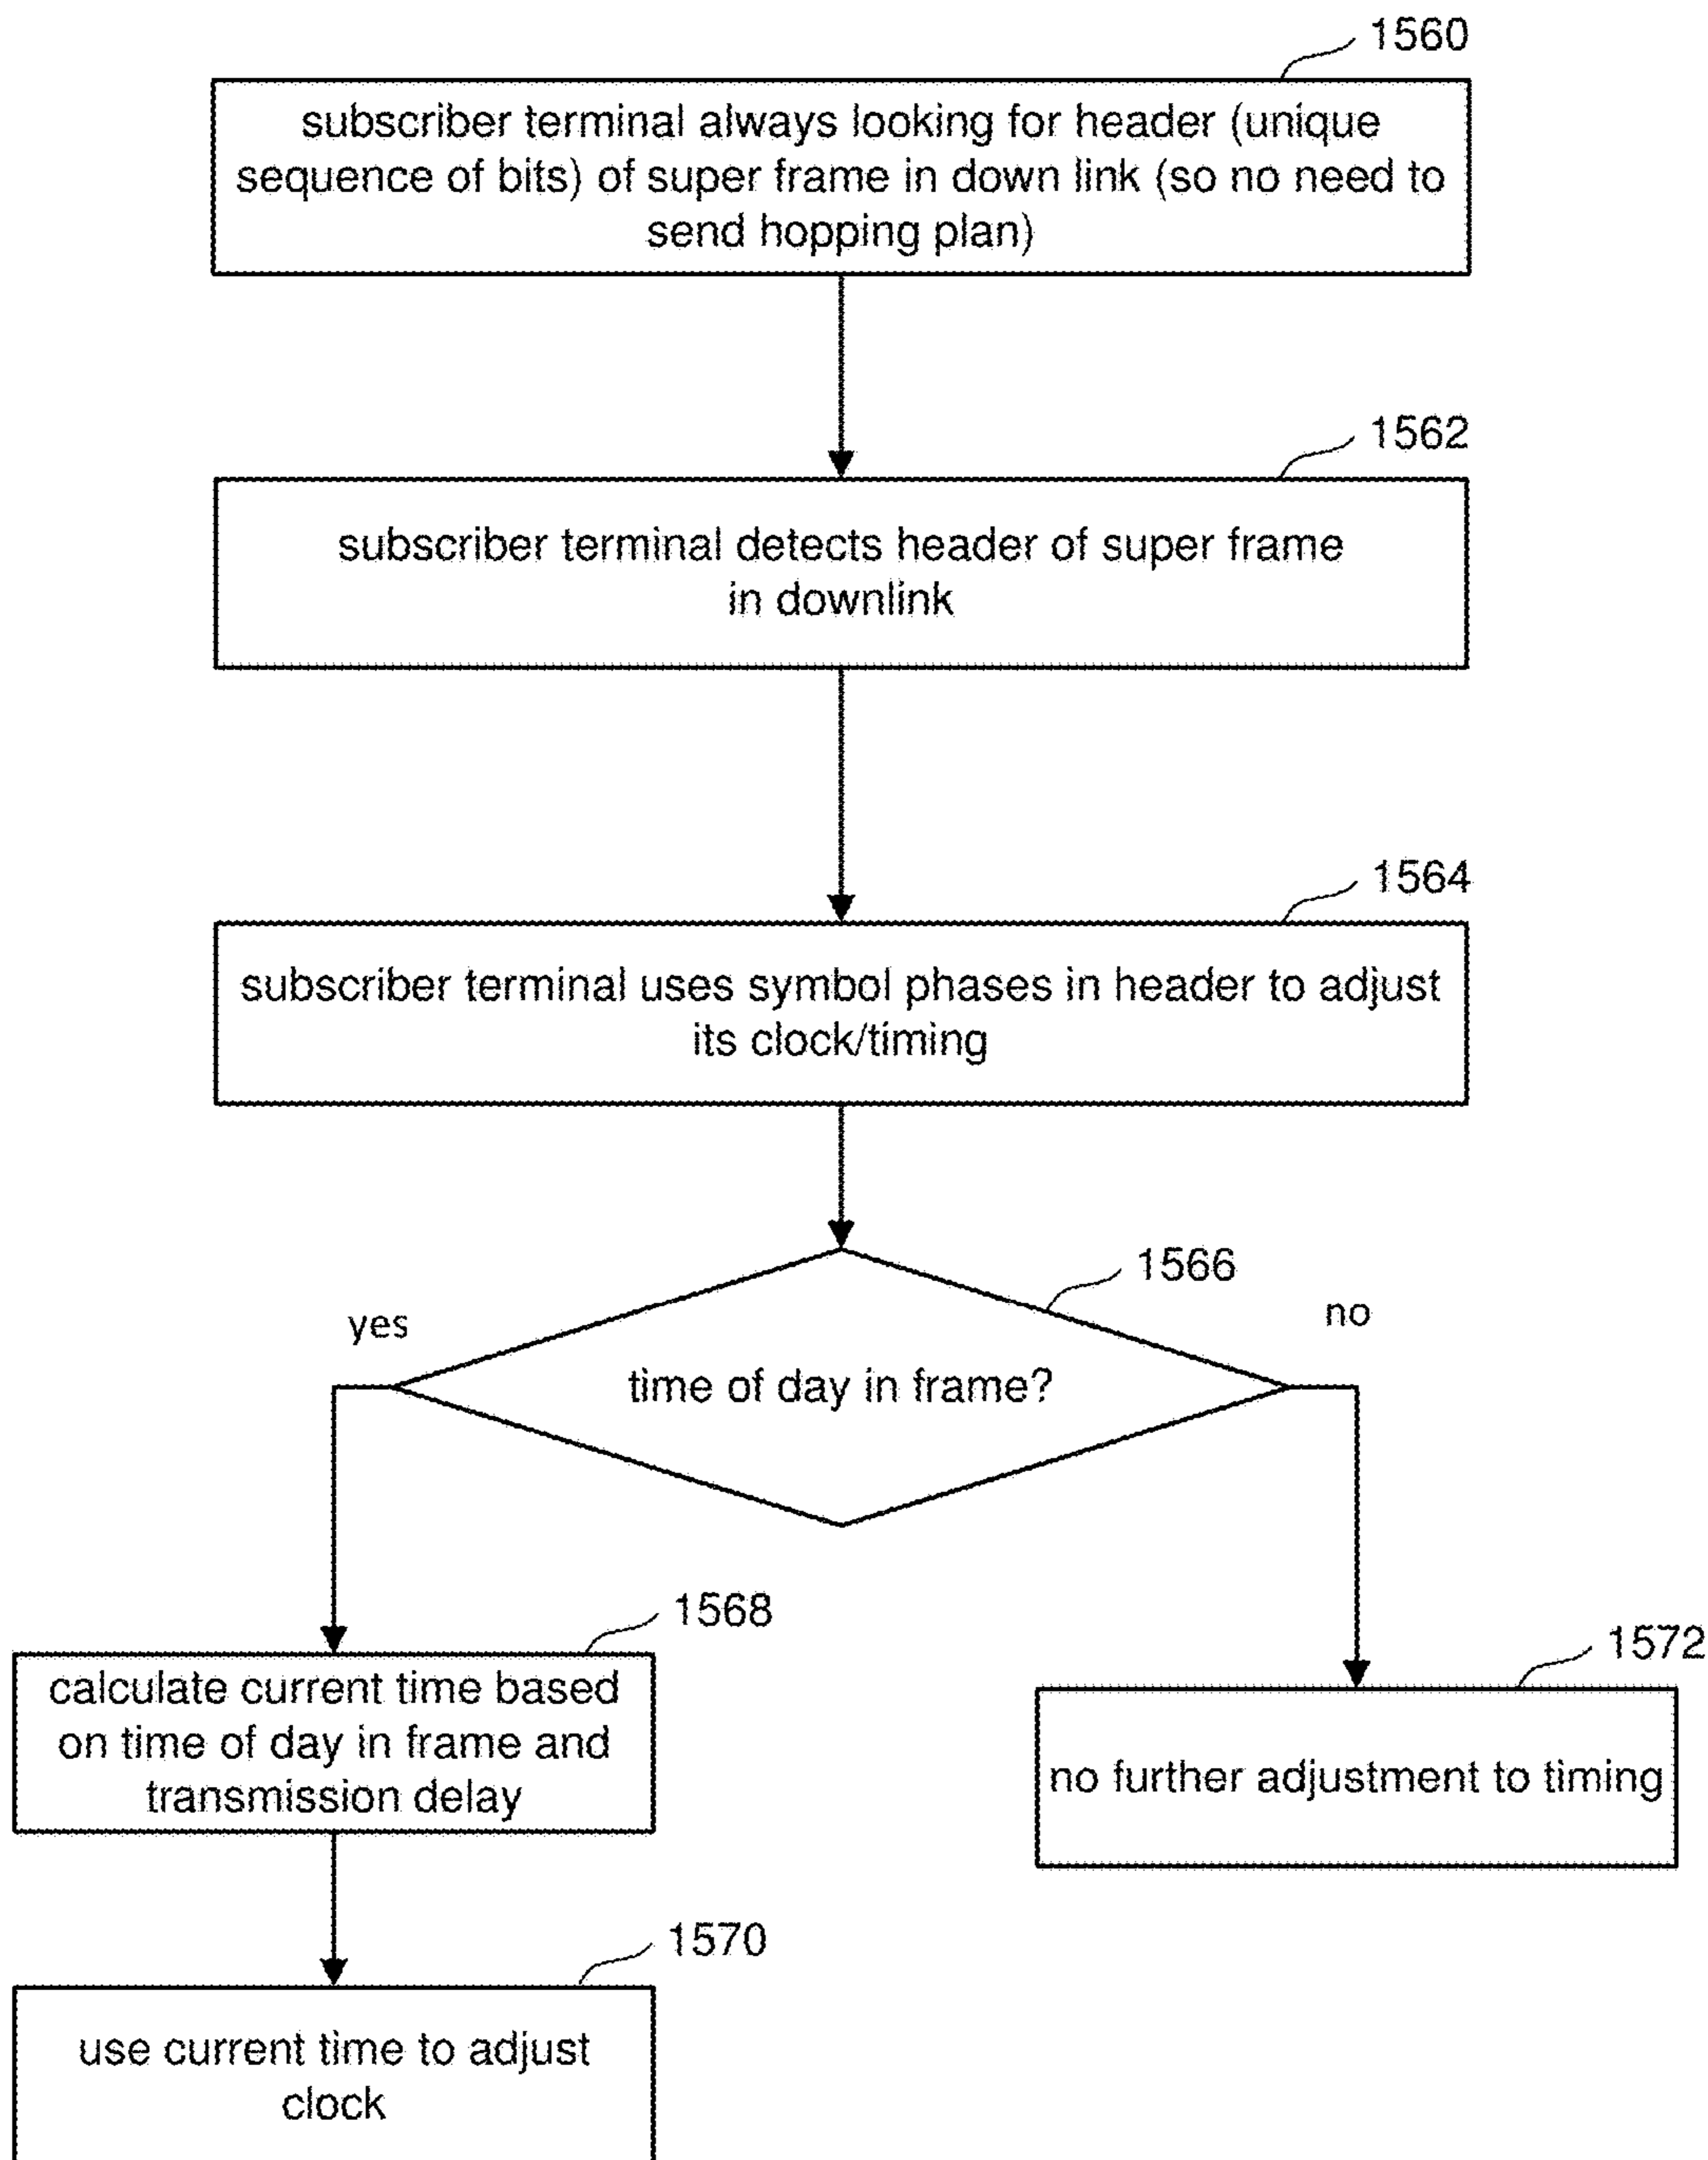 1560
subscriber terminal always looking for header (unique
sequence of bits) of super frame in down link (so no need to
send hopping plan)
1562
subscriber terminal detects header of super frame
in downlink
1564
subscriber terminal uses symbol phases in header to adjust
its clock/timing
1566
yes
no
time of day in frame?
1568
calculate current time based
on time of day in frame and
transmission delay
1572
no further adjustment to timing
1570
use current time to adjust
clock